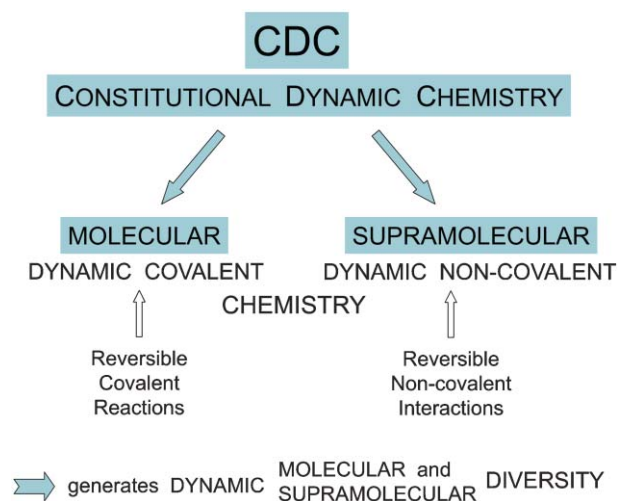 CDC
CONSTITUTIONAL DYNAMIC CHEMISTRY
MOLECULAR
SUPRAMOLECULAR
DYNAMIC COVALENT
DYNAMIC NON-COVALENT
CHEMISTRY
Reversible
Covalent
Reactions
Reversible
Non-covalent
Interactions
generates DYNAMIC MOLECULAR and
SUPRAMOLECULAR DIVERSITY